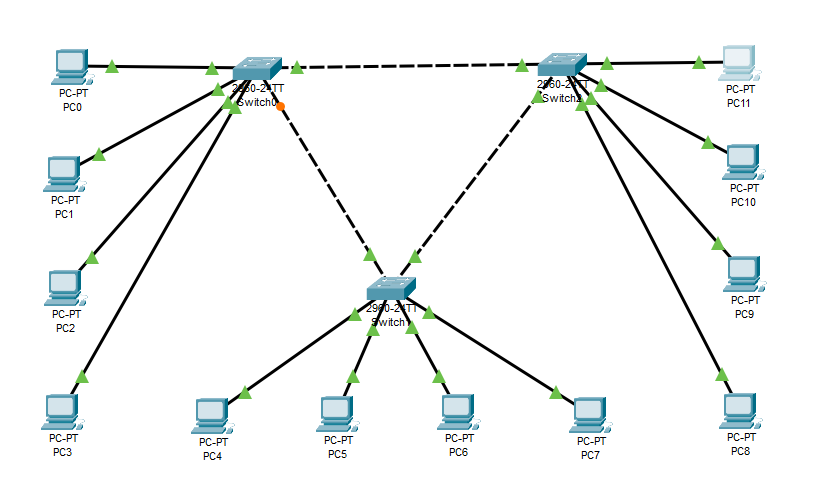 PC-PT
PC0
2960-24TT
Switch0
2960-24TT
Switch2
PC-PT
PC11
PC-PT
PC1
PC-PT
PC10
PC-PT
PC2
2960-24TT
Switch1
PC-PT
PC9
PC-PT
PC3
PC-PT
PC4
PC-PT
PC5
PC-PT
PC6
PC-PT
PC7
PC-PT
PC8